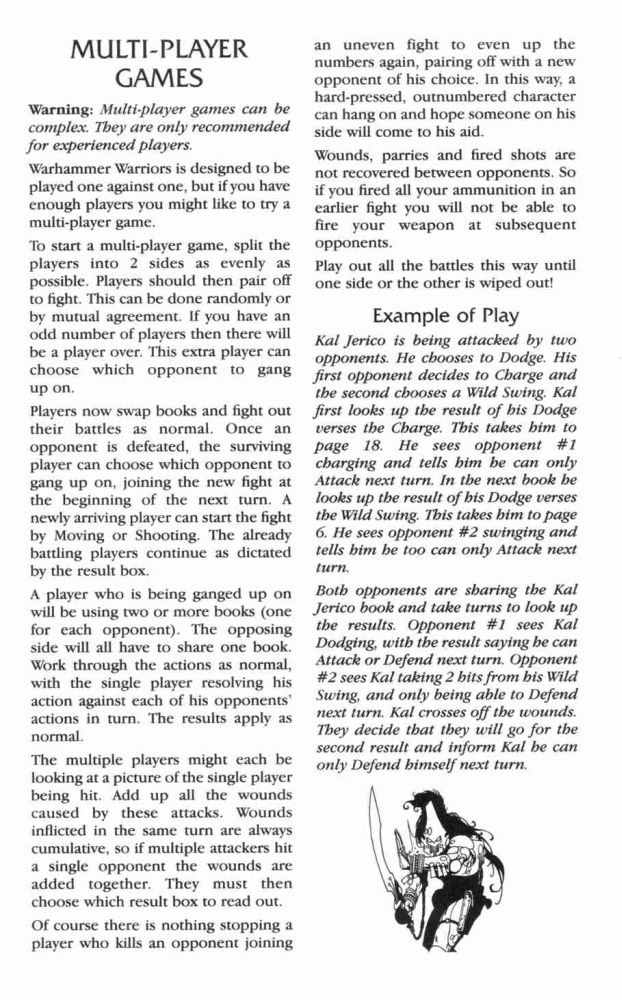 MULTI-PLAYER
GAMES
Warning: Multi-player games can be
complex. They are only recommended
for experienced players.
Warhammer Warriors is designed to be
played one against one, but if you have
enough players you might like to try a
multi-player game.
To start a multi-player game, split the
players into 2 sides as evenly as
possible. Players should then pair off
to fight. This can be done randomly or
by mutual agreement. If you have an
odd number of players then there will
be a player over. This extra player can
choose which opponent to gang
up on.
Players now swap books and fight out
their battles as normal. Once an
opponent is defeated, the surviving
player can choose which opponent to
gang up on, joining the new fight at
the beginning of the next turn. A
newly arriving player can start the fight
by Moving or Shooting. The already
battling players continue as dictated
by the result box.
A player who is being ganged up on
will be using two or more books (one
for each opponent). The opposing
side will all have to share one book.
Work through the actions as normal,
with the single player resolving his
action against each of his opponents'
actions in turn. The results apply as
normal.
The multiple players might each be
looking at a picture of the single player
being hit. Add up all the wounds
caused by these attacks. Wounds
inflicted in the same turn are always
cumulative, so if multiple attackers hit
a single opponent the wounds are
added together. They must then
choose which result box to read out.
Of course there is nothing stopping a
player who kills an opponent joining
an uneven fight to even up the
numbers again, pairing off with a new
opponent of his choice. In this way, a
hard-pressed, outnumbered character
can hang on and hope someone on his
side will come to his aid.
Wounds, parries and fired shots are
not recovered between opponents. So
if you fired all your ammunition in an
earlier fight you will not be able to
fire your weapon at subsequent
opponents.
Play out all the battles this way until
one side or the other is wiped out!
Example of Play
Kal Jerico is being attacked by two
opponents. He chooses to Dodge. His
first opponent decides to Charge and
the second chooses a Wild Swing. Kal
first looks up the result of his Dodge
verses the Charge. This takes him to
page 18. He sees opponent #1
charging and tells him he can only
Attack next turn. In the next book he
looks up the result of his Dodge verses
the Wild Swing. This takes him to page
6. He sees opponent #2 swinging and
tells him he too can only Attack next
turn.
Both opponents are sharing the Kal
Jerico book and take turns to look up
the results. Opponent #1 sees Kal
Dodging, with the result saying he can
Attack or Defend next turn. Opponent
#2 sees Kal taking 2 hits from his Wild
Swing, and only being able to Defend
next turn. Kal crosses off the wounds.
They decide that they will go for the
second result and inform Kal he can
only Defend himself next turn.